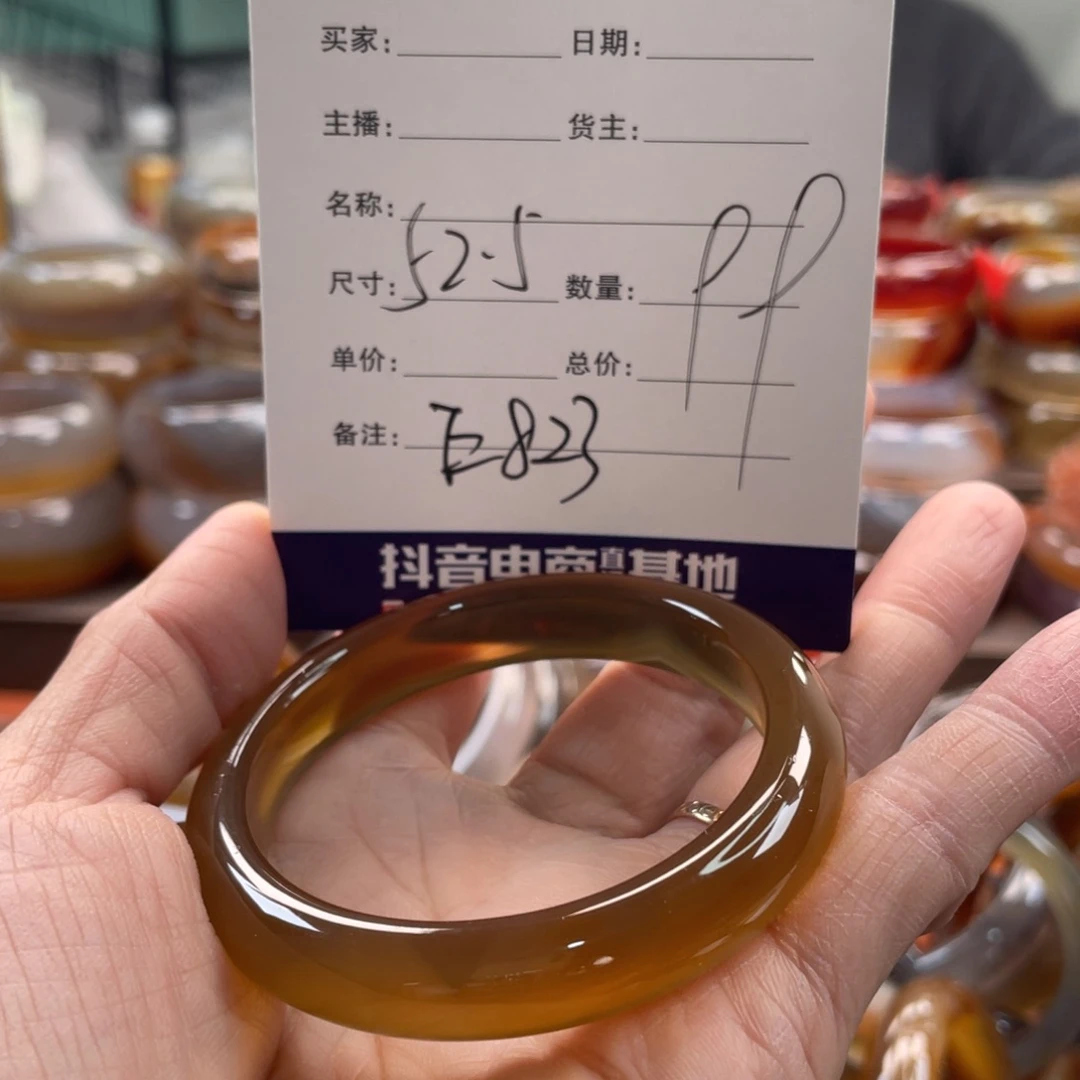 买家: 日期:
主播: 货主:
名称:
尺寸: 52.5 数量:
单价: 总价:
备注: E823
抖音电商直 基地